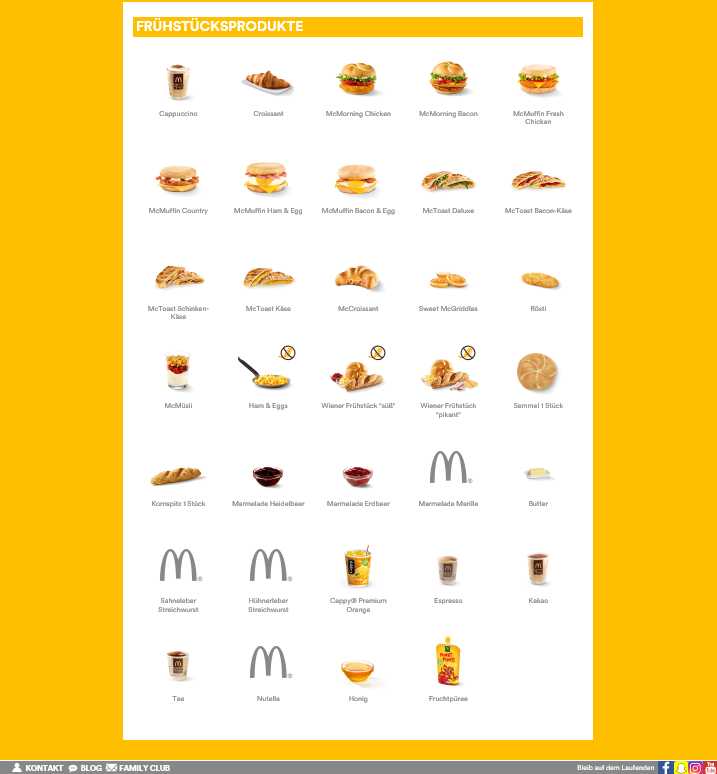 FRÜHSTÜCKSPRODUKTE
Cappuccino
Croissant
McMorning Chicken
McMorning Bacon
McMuffin Fresh
Chicken
McMuffin Country
McMuffin Ham & Egg
McMuffin Bacon & Egg
McToast Deluxe
McToast Bacon-Käse
McToast Schinken-
Käse
McToast Käse
McCroissant
Sweet McGriddles
Rösti
McMüsli
Ham & Eggs
Wiener Frühstück "süß"
Wiener Frühstück
"pikant"
Semmel 1 Stück
Kornspitz 1 Stück
Marmelade Heidelbeer
Marmelade Erdbeer
Marmelade Marille
Butter
Sähneleber
Streichwurst
Hühnerleber
Streichwurst
Cappy® Premium
Orange
Espresso
Kakao
Tee
Nutella
Honig
Fruchtpüree
KONTAKT BLOG FAMILY CLUB
Bleib auf dem Laufenden